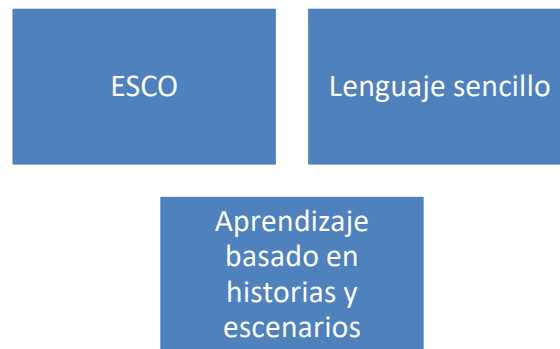 ESCO
Lenguaje sencillo
Aprendizaje
basado en
historias y
escenarios